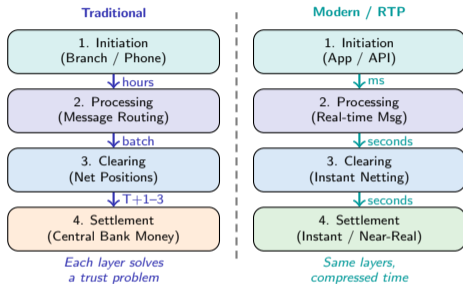 Traditional
1. Initiation
(Branch / Phone)
hours
2. Processing
(Message Routing)
batch
3. Clearing
(Net Positions)
T+1–3
4. Settlement
(Central Bank Money)
Each layer solves
a trust problem
Modern / RTP
1. Initiation
(App / API)
ms
2. Processing
(Real-time Msg)
seconds
3. Clearing
(Instant Netting)
seconds
4. Settlement
(Instant / Near-Real)
Same layers,
compressed time